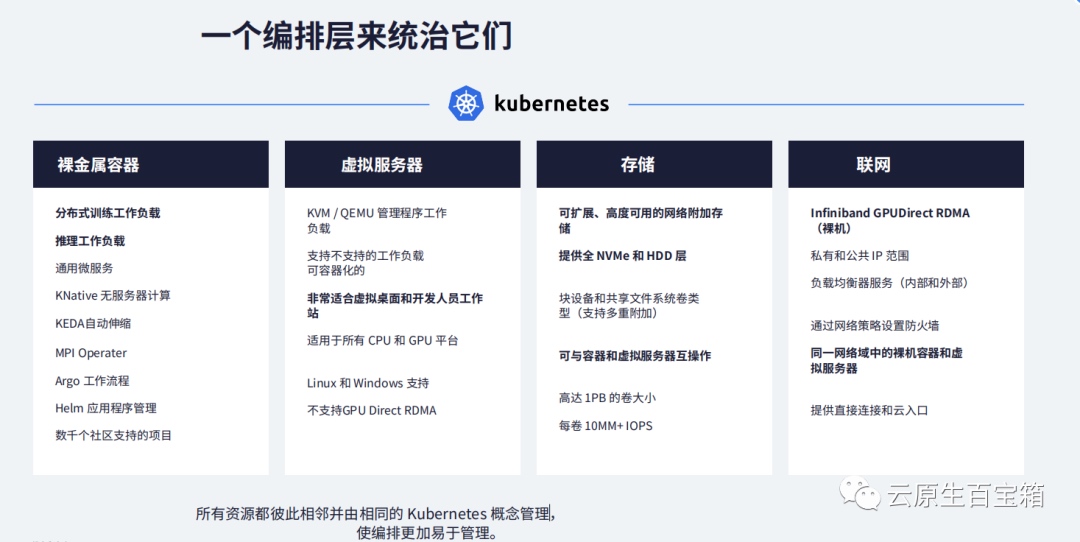 一个编排层来统治它们
kubernetes
裸金属容器
分布式训练工作负载
推理工作负载
通用微服务
KNative 无服务器计算
KEDA自动伸缩
MPI Operater
Argo 工作流程
Helm 应用程序管理
数千个社区支持的项目
虚拟服务器
KVM / QEMU 管理程序工作
负载
支持不支持的工作负载
可容器化的
非常适合虚拟桌面和开发人员工作
站
适用于所有 CPU 和 GPU 平台
Linux 和 Windows 支持
不支持GPU Direct RDMA
存储
可扩展、高度可用的网络附加存
储
提供全 NVMe 和 HDD 层
块设备和共享文件系统卷类
型（支持多重附加）
可与容器和虚拟服务器互操作
高达 1PB 的卷大小
每卷 10MM+ IOPS
联网
Infiniband GPUDirect RDMA
（裸机）
私有和公共 IP 范围
负载均衡器服务（内部和外部）
通过网络策略设置防火墙
同一网络域中的裸机容器和虚
拟服务器
提供直接连接和云入口
所有资源都彼此相邻并由相同的 Kubernetes 概念管理，
使编排更加易于管理。
云原生百宝箱